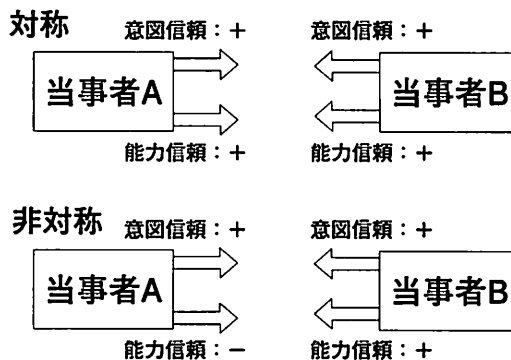 対称
意図信頼：＋ 意図信頼：＋
当事者A 当事者B
能力信頼：＋ 能力信頼：＋
非対称
意図信頼：＋ 意図信頼：＋
当事者A 当事者B
能力信頼：－ 能力信頼：＋